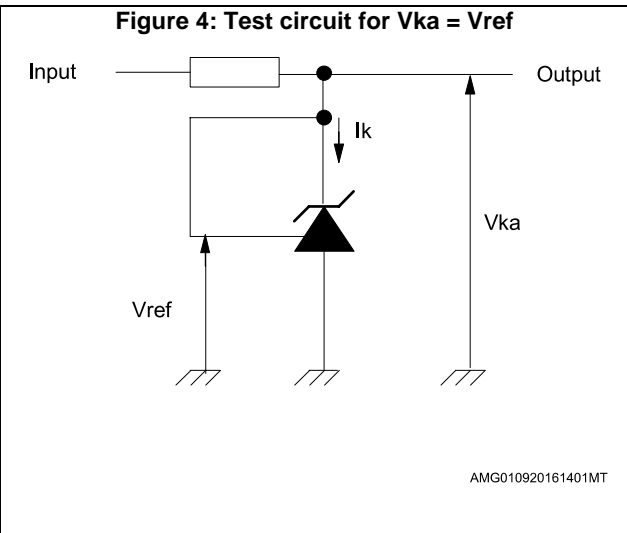 Figure 4: Test circuit for Vka = Vref
Input
Output
Ik
Vka
Vref
AMG010920161401MT